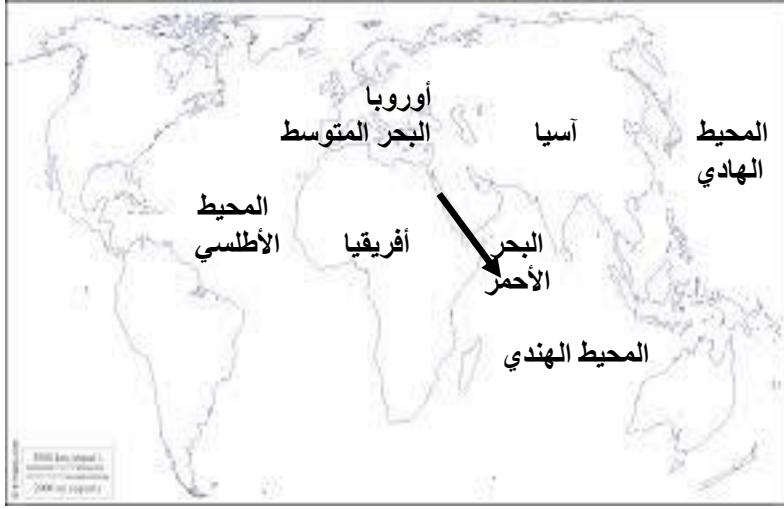 أوروبا
البحر المتوسط
آسيا
المحيط
الهادي
المحيط
الأطلسي
أفريقيا
البحر
الأحمر
المحيط الهندي